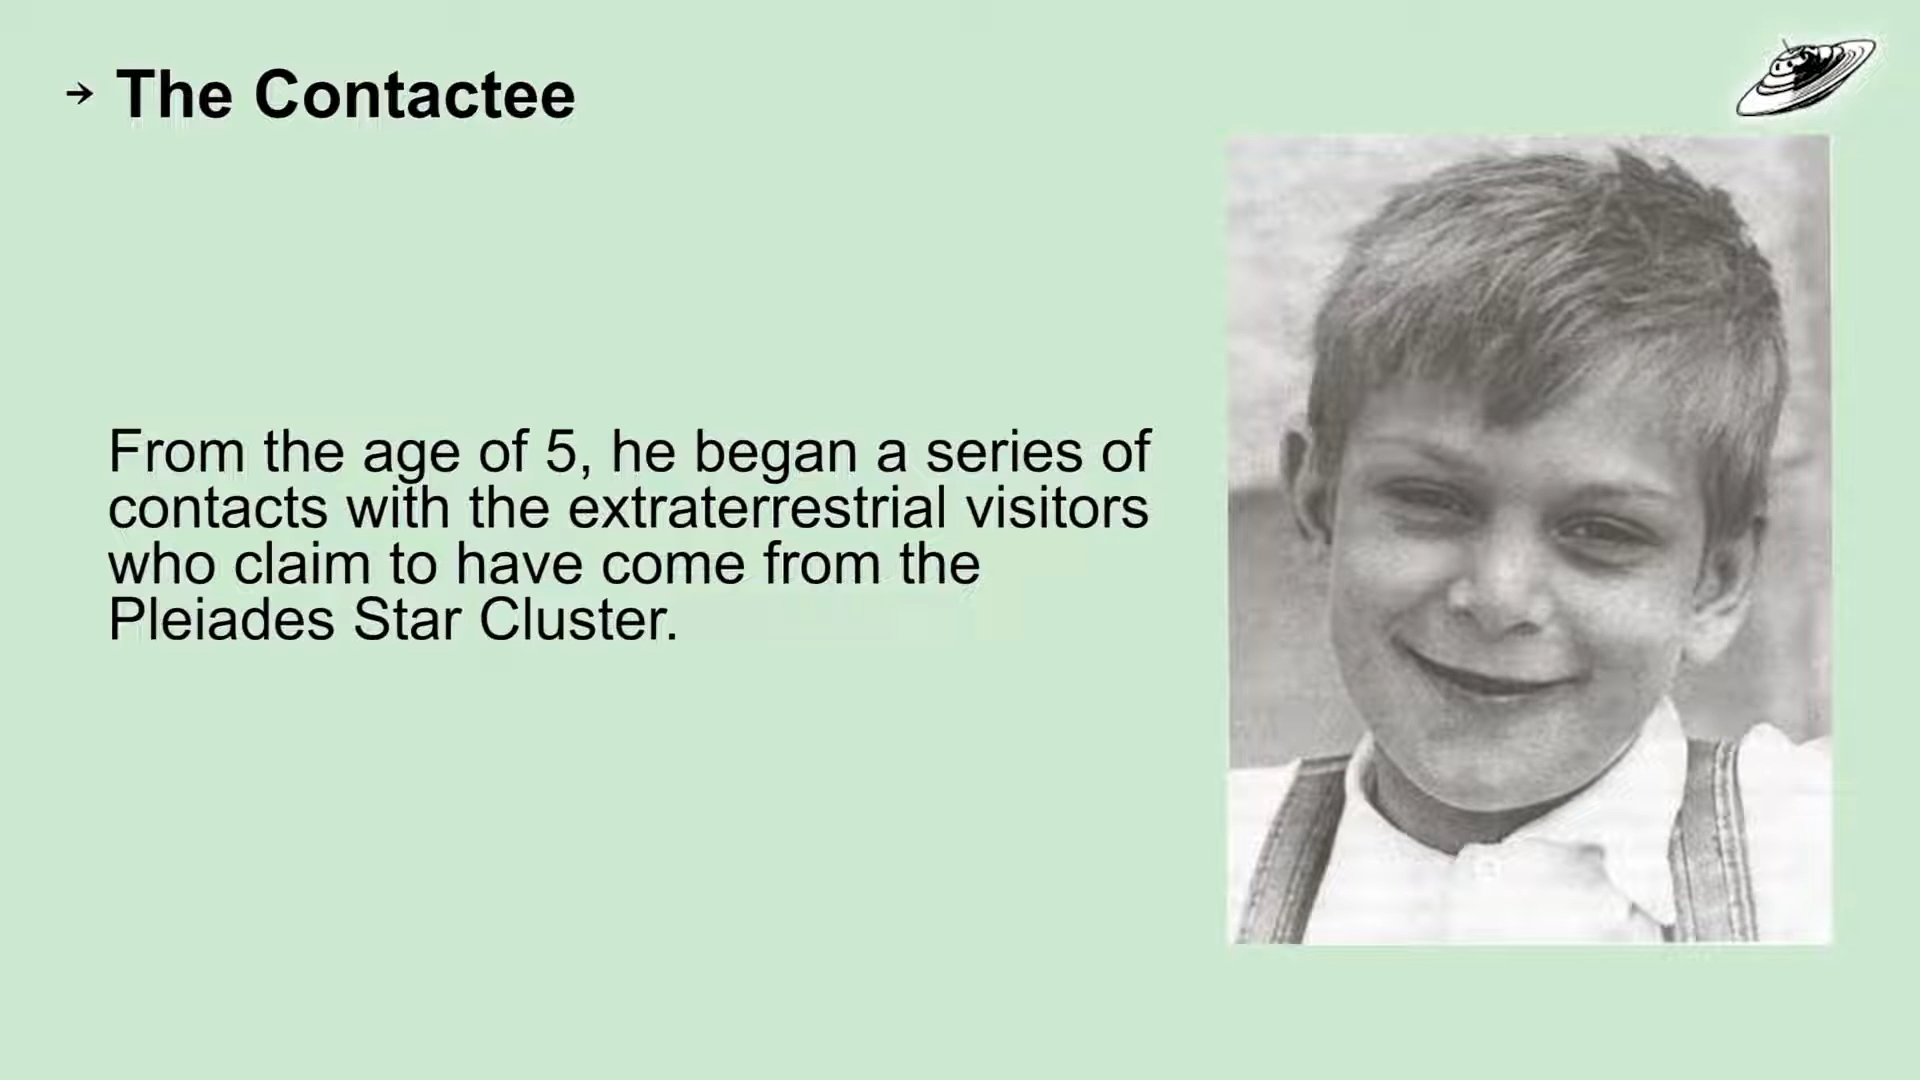 → The Contactee
From the age of 5, he began a series of
contacts with the extraterrestrial visitors
who claim to have come from the
Pleiades Star Cluster.